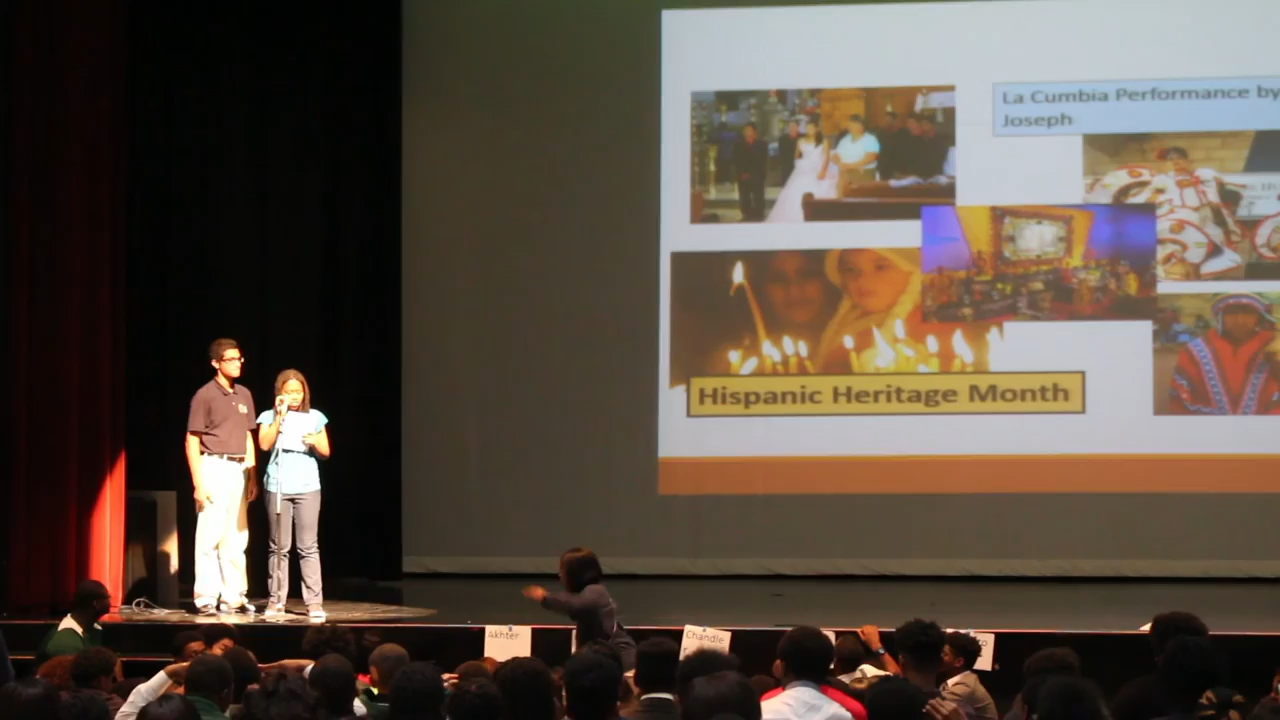 La Cumbia Performance by
Joseph
Hispanic Heritage Month
Akhter
Chandle